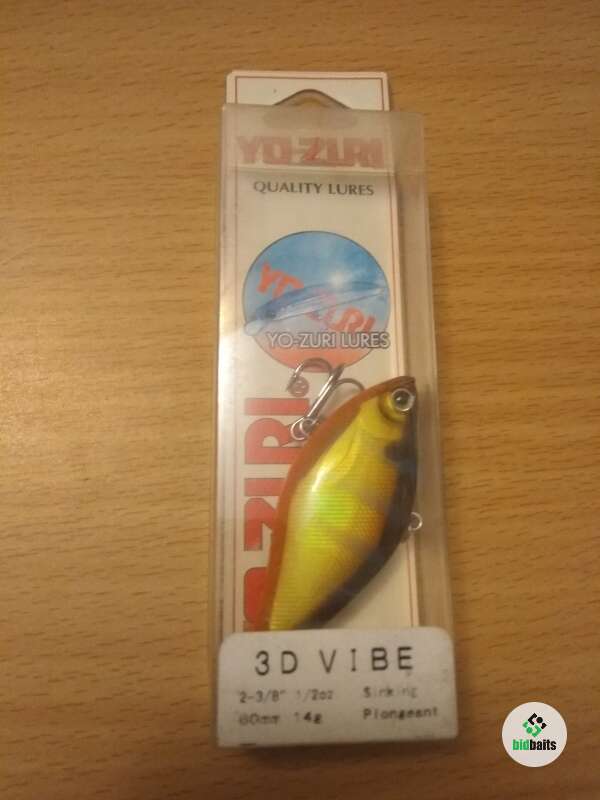 YO-ZURI
QUALITY LURES
YO-ZURI
YO-ZURI LURES
3D VIBE
2-3/8" 1/2oz Sinking
60mm 14g Plongeant
bidbaits